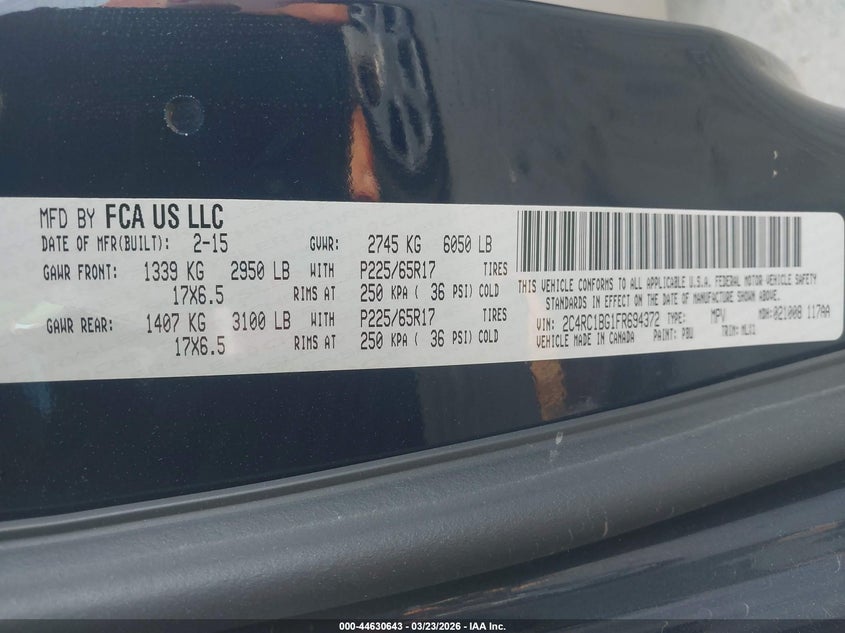 MFD BY FCA US LLC
DATE OF MFR(BUILT): 2-15 GVWR: 2745 KG 6050 LB
GAWR FRONT: 1339 KG 2950 LB WITH P225/65R17 TIRES
17X6.5 RIMS AT 250 KPA ( 36 PSI) COLD
GAWR REAR: 1407 KG 3100 LB WITH P225/65R17 TIRES
17X6.5 RIMS AT 250 KPA ( 36 PSI) COLD
THIS VEHICLE CONFORMS TO ALL APPLICABLE U.S.A. FEDERAL MOTOR VEHICLE SAFETY
STANDARDS IN EFFECT ON THE DATE OF MANUFACTURE SHOWN ABOVE.
VIN: 2C4RC1BG1FR694372 TYPE: MPV MDH: 021008 117AA
VEHICLE MADE IN CANADA PAINT: PBU TRIM:
000-44630643 - 03/23/2026 - IAA Inc.